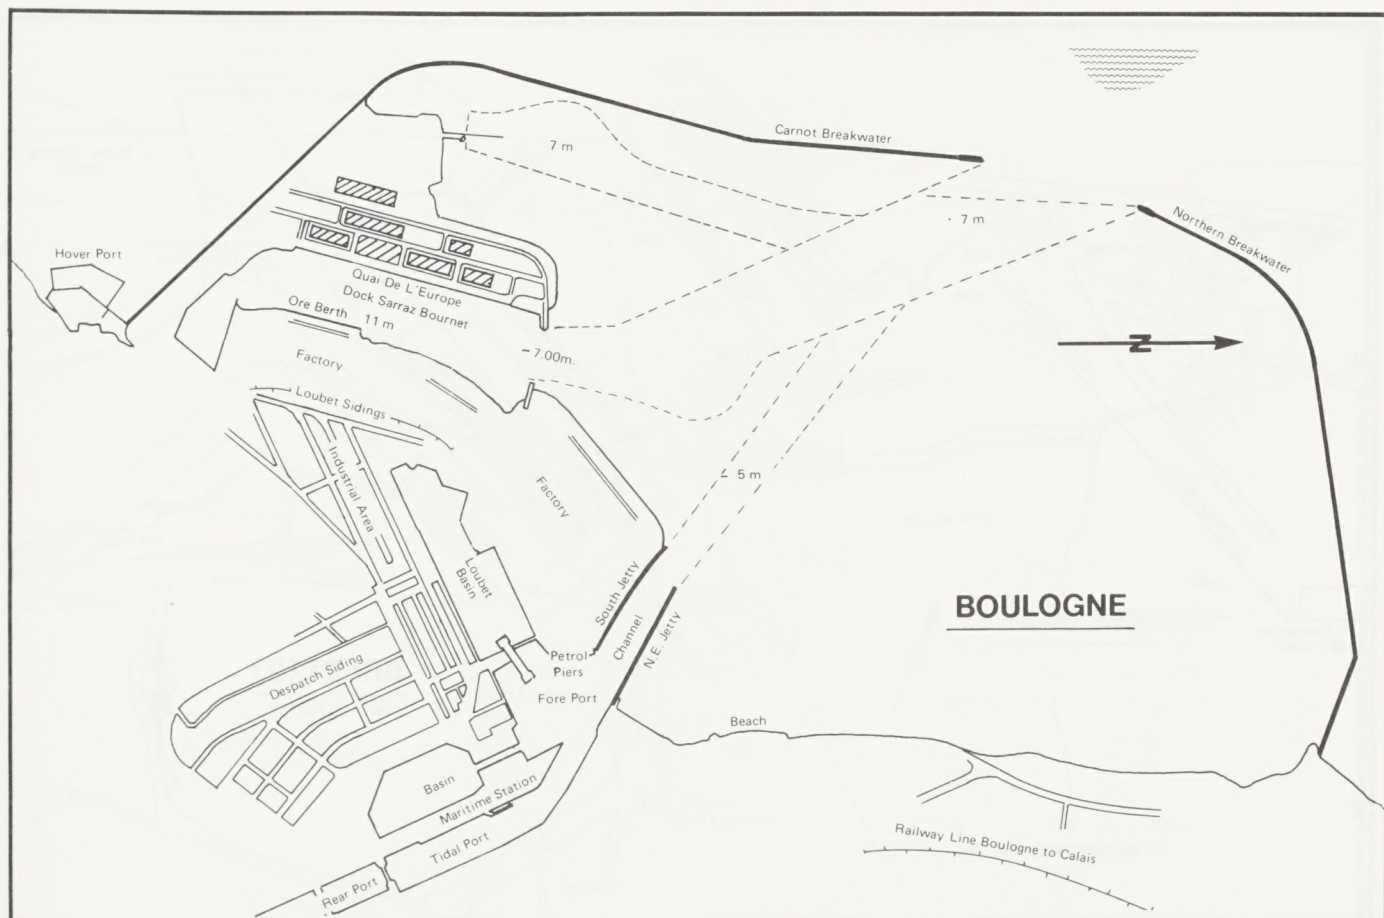 Carnot Breakwater
7 m
7 m
Northern Breakwater
Hover Port
Quai De L'Europe
Dock Sarraz Bournet
Ore Berth 11 m
7.00m.
N
Factory
Loubet Sidings
Industrial Area
Factory
5 m
Loubet
Basin
South Jetty
Channel
N.E. Jetty
BOULOGNE
Petrol
Piers
Despatch Siding
Fore Port
Beach
Basin
Maritime Station
Tidal Port
Rear Port
Railway Line Boulogne to Calais